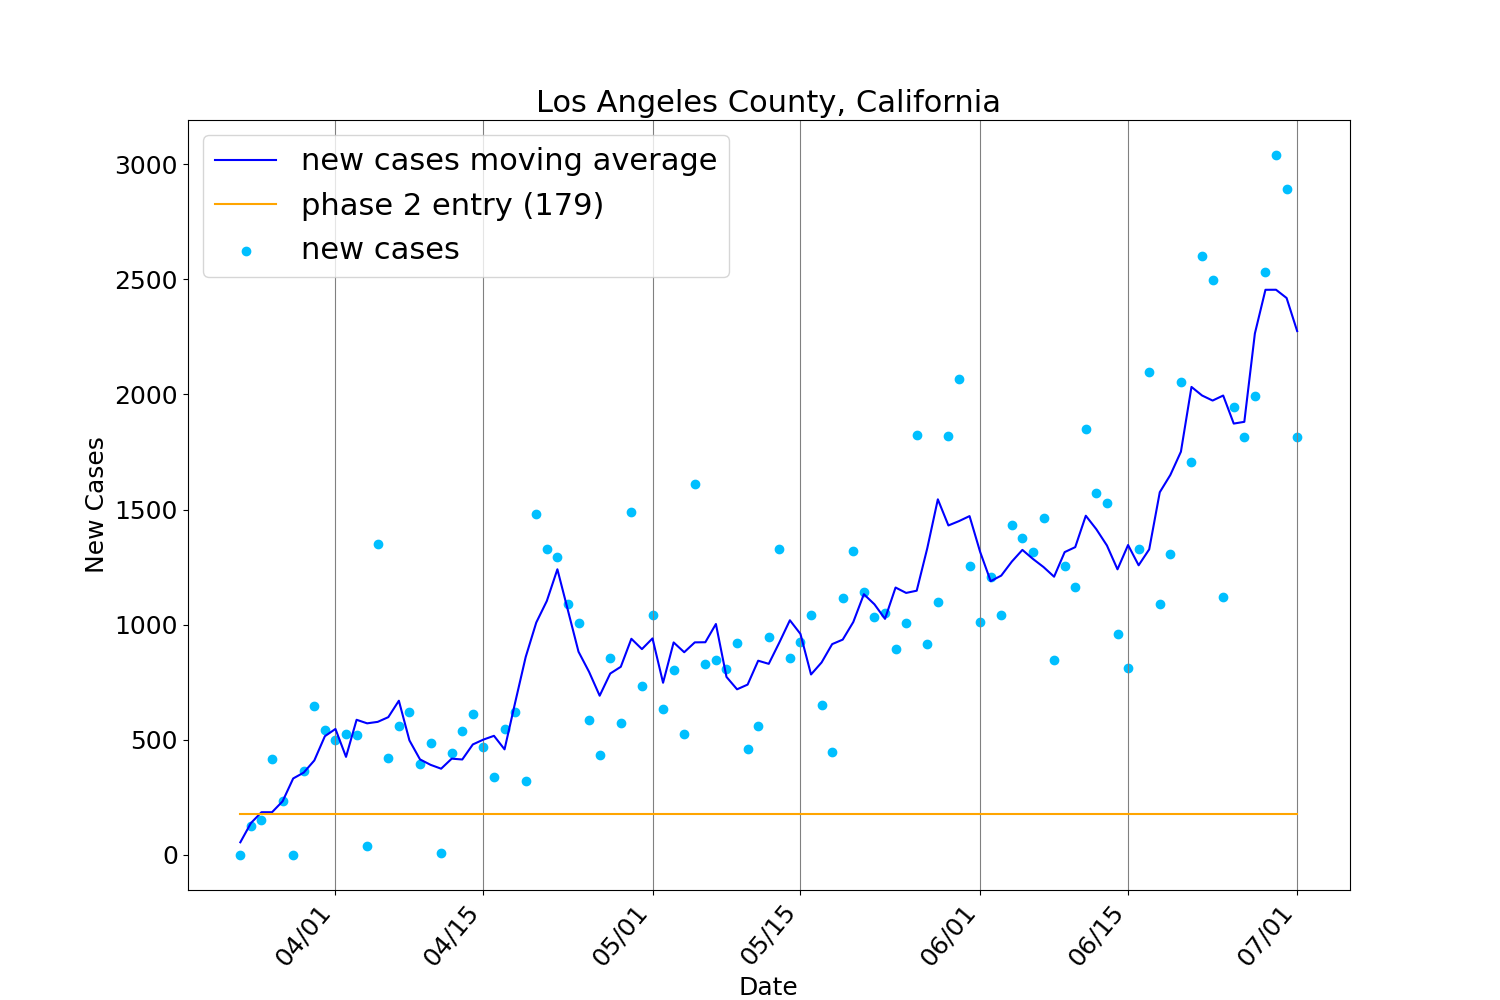 Los Angeles County, California
new cases moving average
phase 2 entry (179)
new cases
3000
2500
2000
1500
1000
500
0
New Cases
04/01
04/15
05/01
05/15
06/01
06/15
07/01
Date